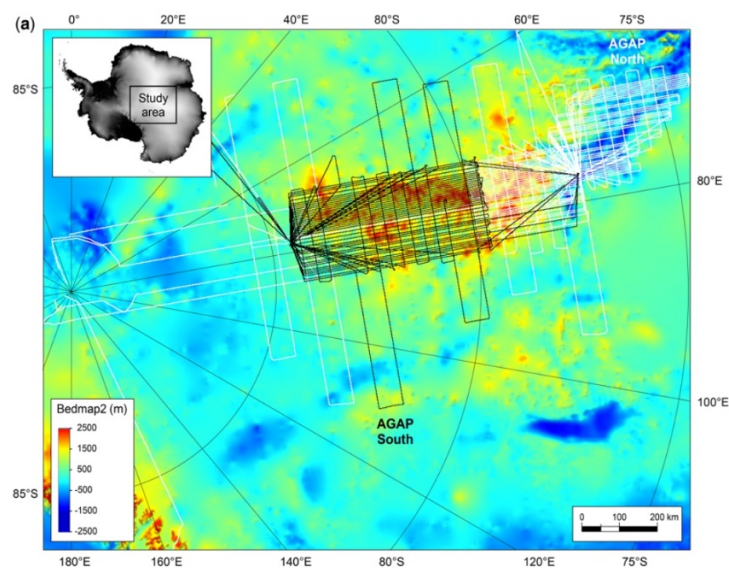 (a)
0°
20°E
40°E
80°S
60°E
75°S
AGAP
North
85°S
Study
area
80°E
Bedmap2 (m)
2500
1500
500
-500
-1500
-2500
AGAP
South
100°E
85°S
0 100 200 km
180°E
160°E
140°E
80°S
120°E
75°S